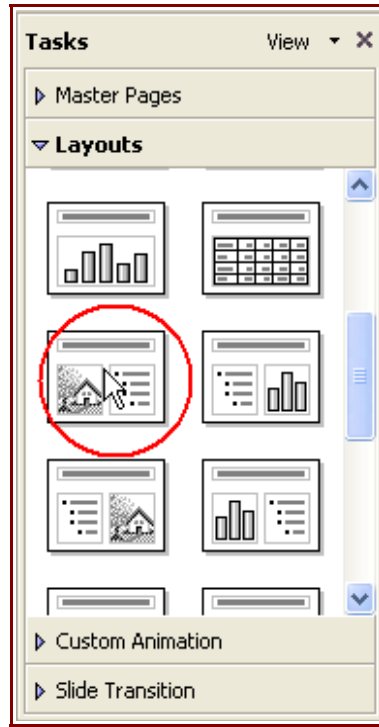 Tasks View
Master Pages
Layouts
Custom Animation
Slide Transition